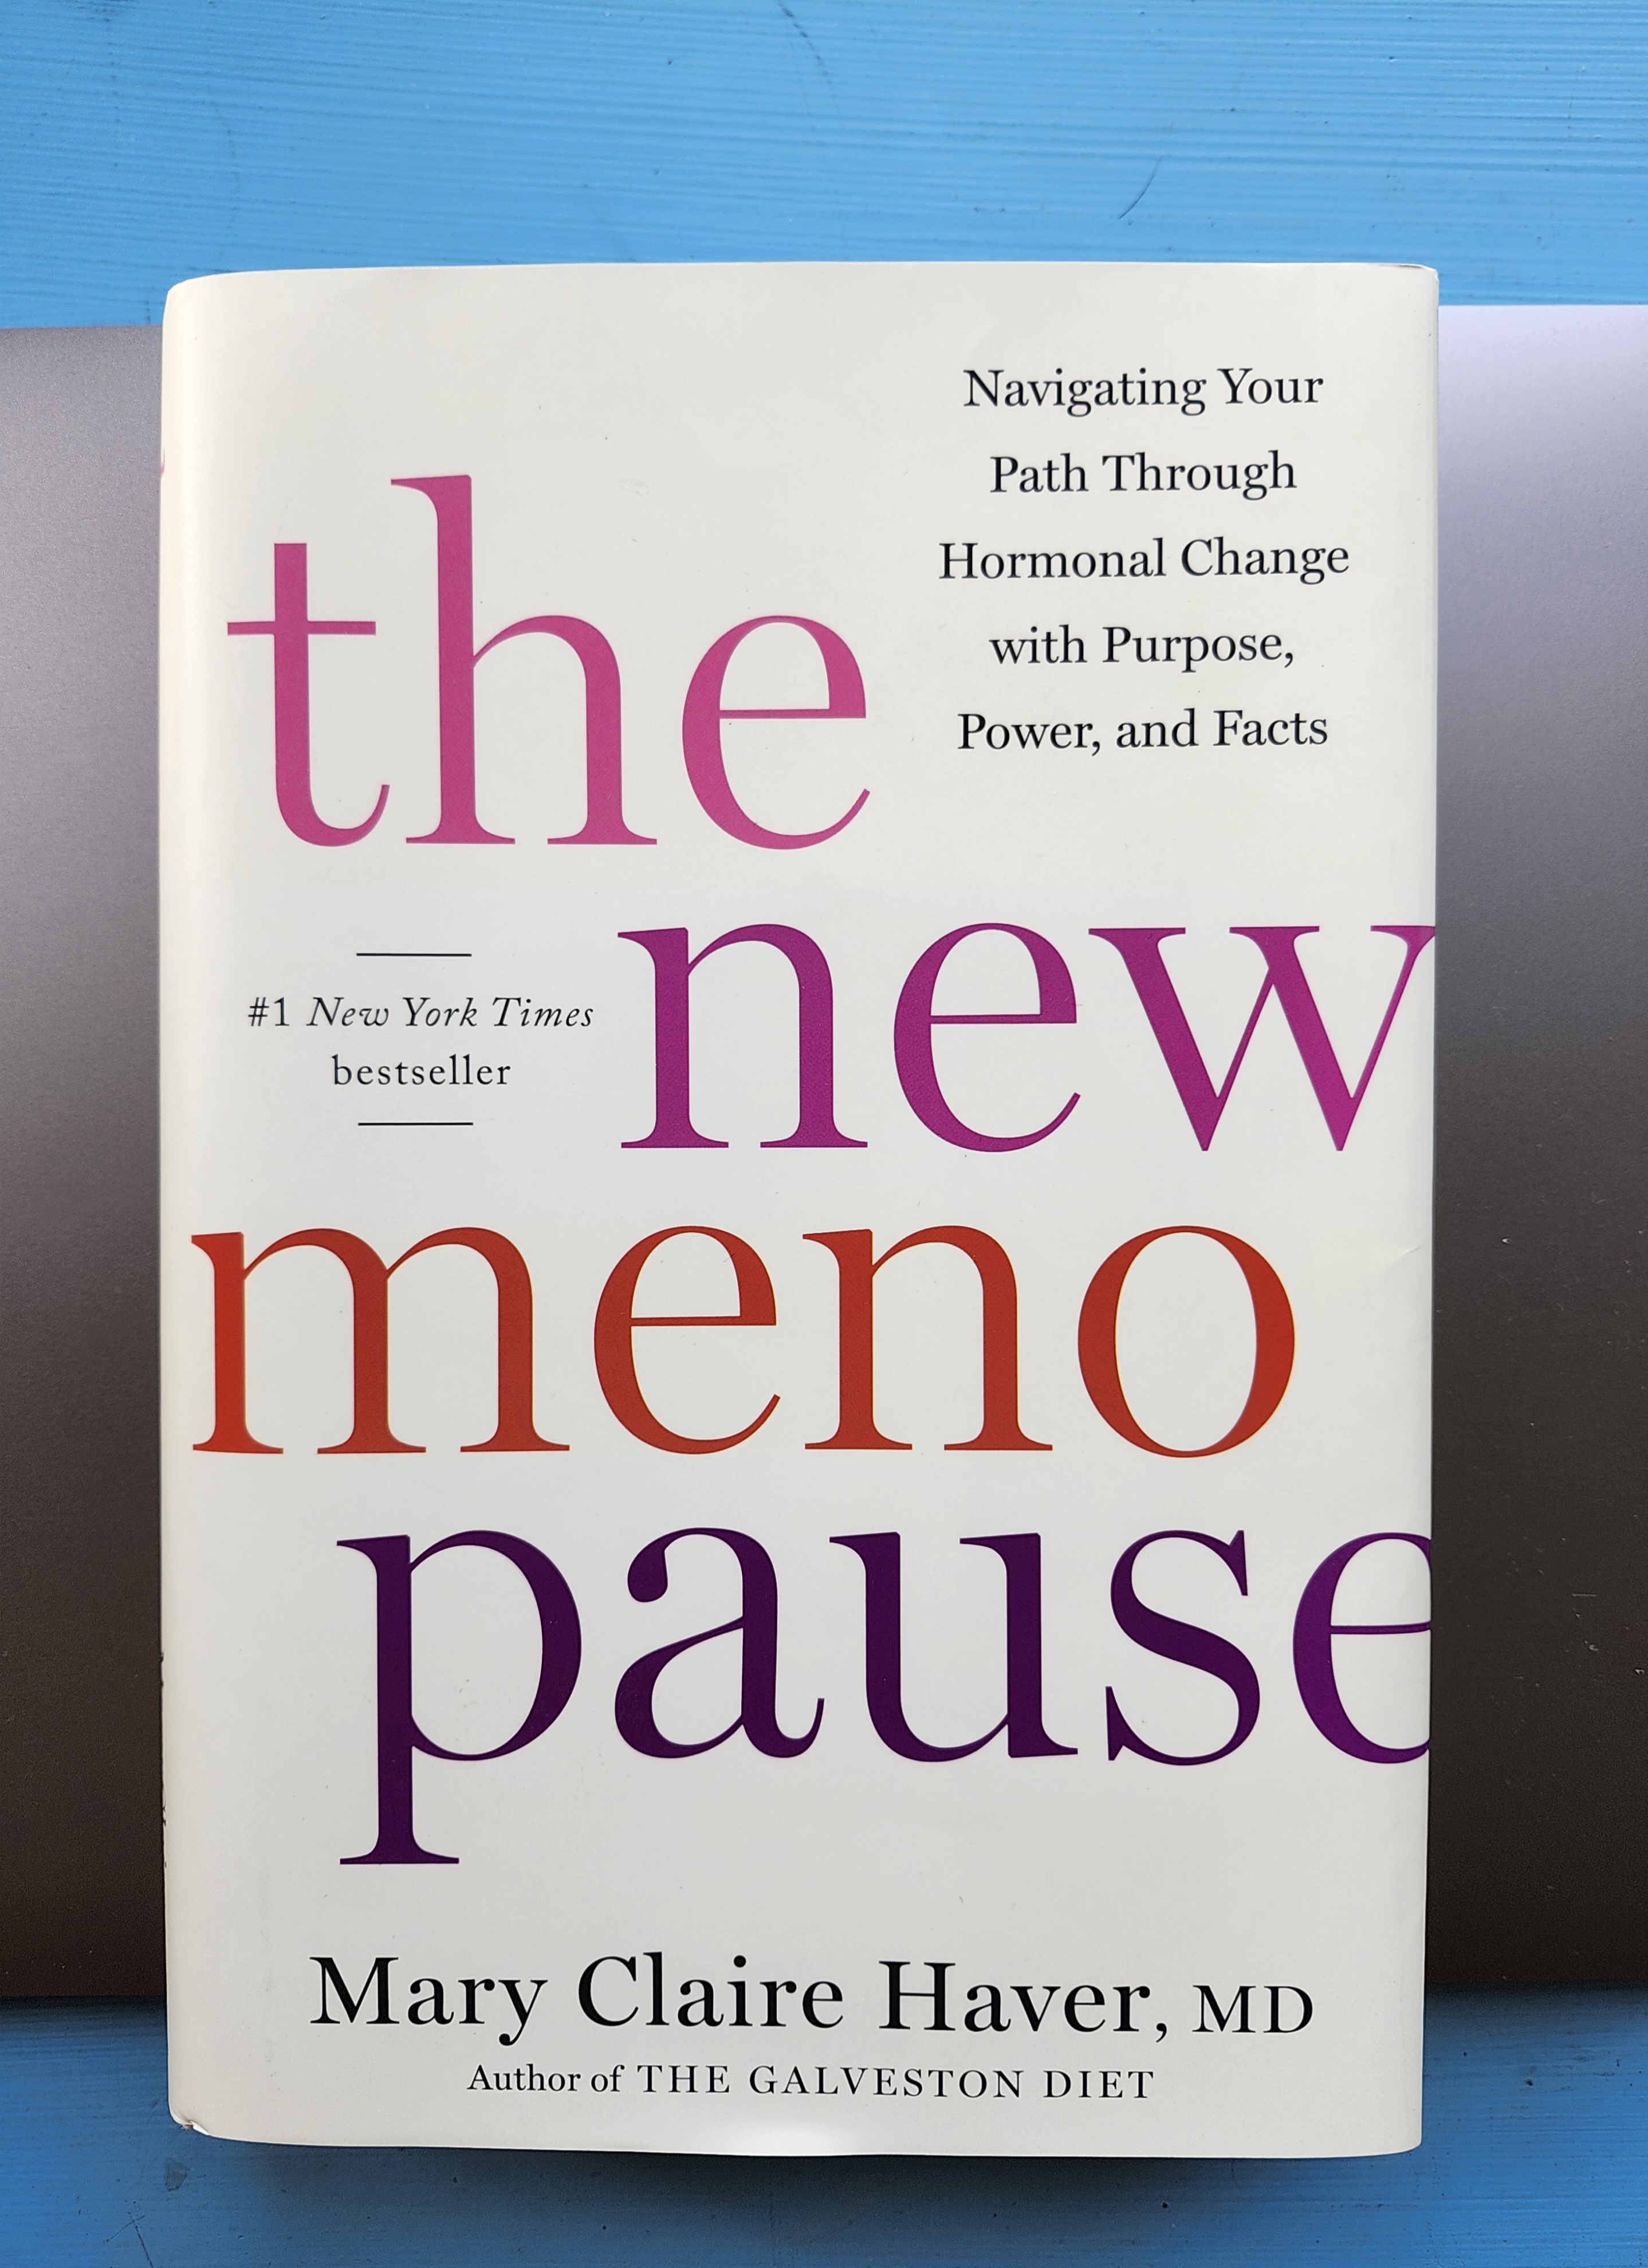 Navigating Your
Path Through
Hormonal Change
with Purpose,
Power, and Facts
the
new
#1 New York Times
bestseller
meno
pause
Mary Claire Haver, MD
Author of THE GALVESTON DIET